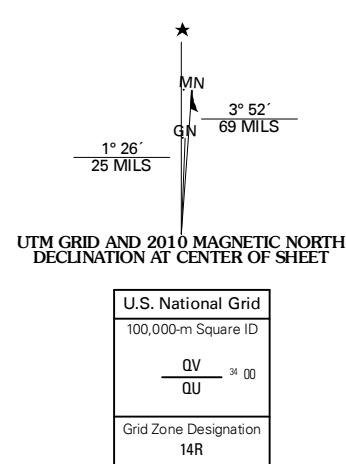 ★
MN
3° 52´
69 MILS
GN
1° 26´
25 MILS
UTM GRID AND 2010 MAGNETIC NORTH
DECLINATION AT CENTER OF SHEET
U.S. National Grid
100,000-m Square ID
QV
34 00
QU
Grid Zone Designation
14R